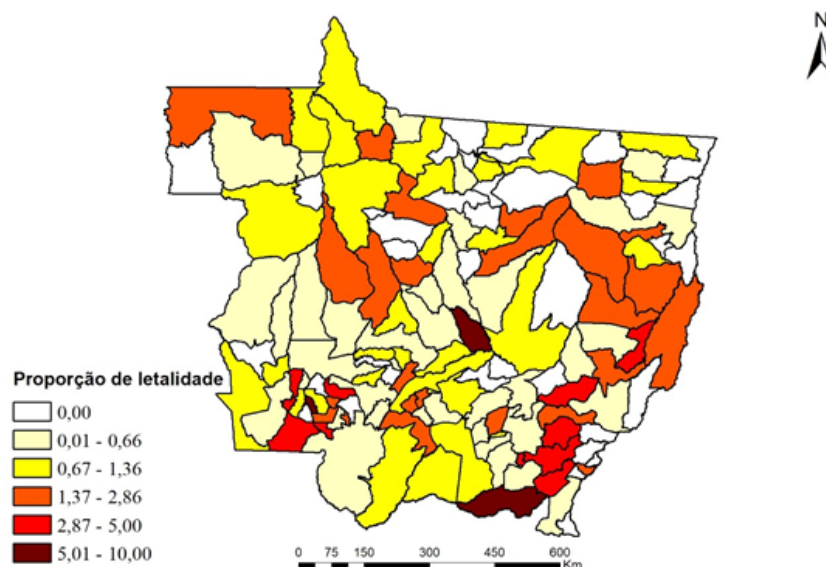 N
Proporção de letalidade
0,00
0,01 - 0,66
0,67 - 1,36
1,37 - 2,86
2,87 - 5,00
5,01 - 10,00
0 75 150 300 450 600
Km